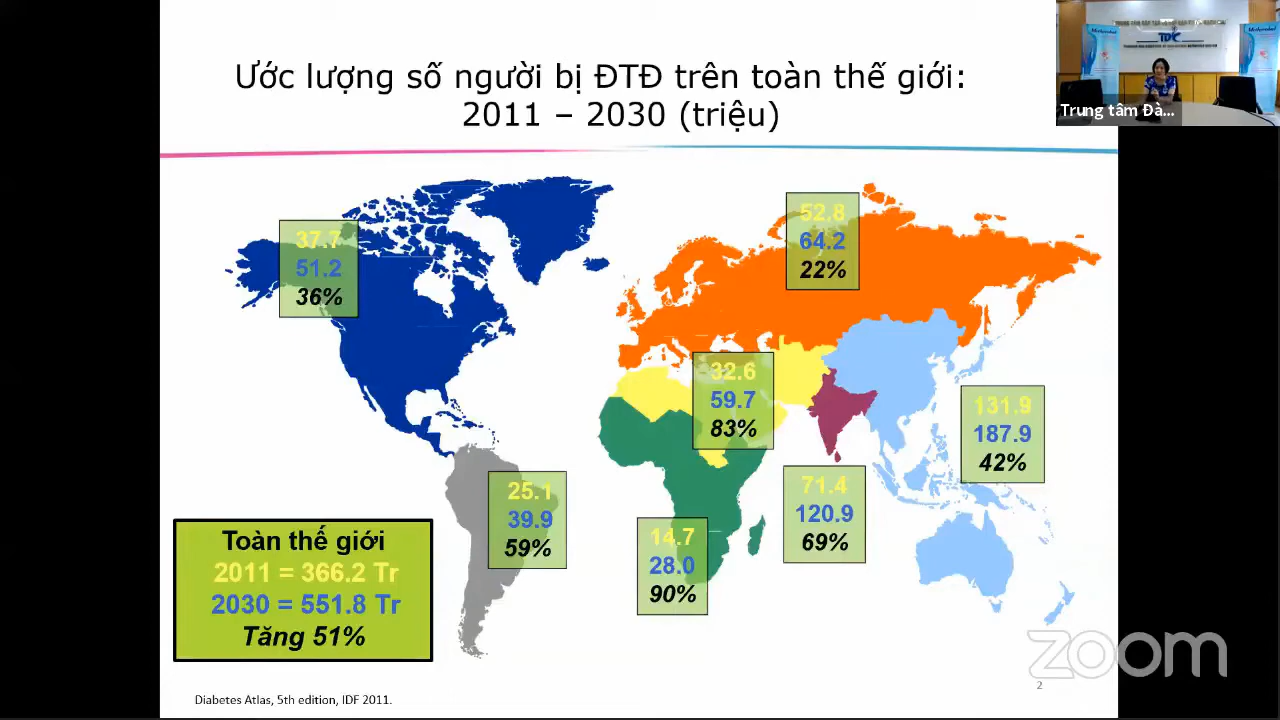 Ước lượng số người bị ĐTĐ trên toàn thế giới:
2011 – 2030 (triệu)
TDC
Trung tâm Đà...
37.7
51.2
36%
52.8
64.2
22%
32.6
59.7
83%
131.9
187.9
42%
25.1
39.9
59%
14.7
28.0
90%
71.4
120.9
69%
Toàn thế giới
2011 = 366.2 Tr
2030 = 551.8 Tr
Tăng 51%
zoom
2
Diabetes Atlas, 5th edition, IDF 2011.